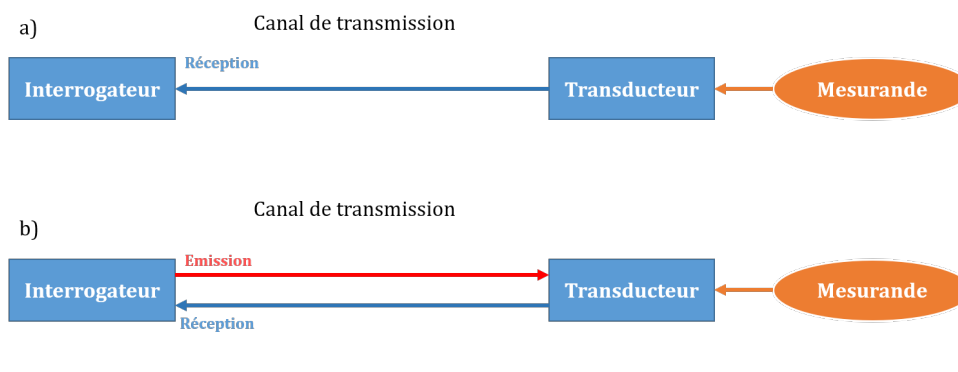 a)
Canal de transmission
Réception
Interrogateur
Transducteur
Mesurande
b)
Canal de transmission
Emission
Interrogateur
Transducteur
Mesurande
Réception